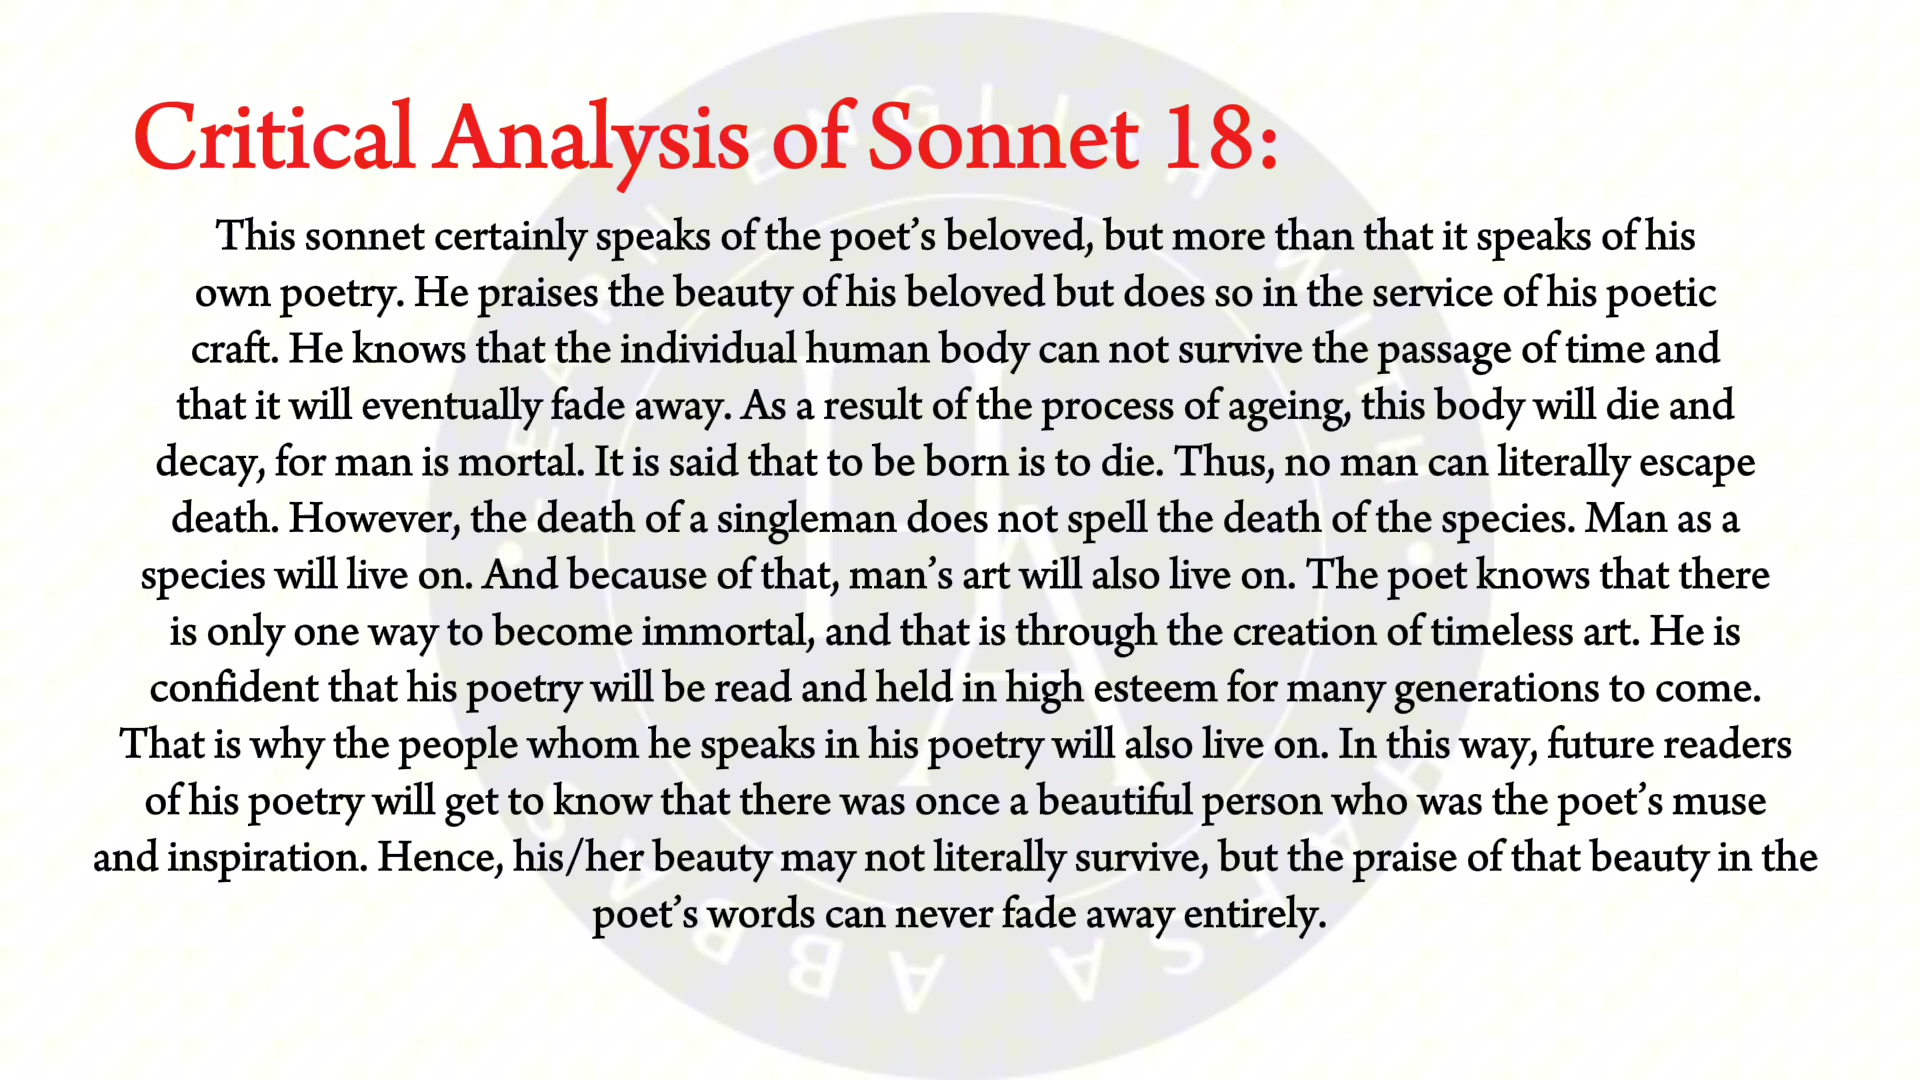 Critical Analysis of Sonnet 18:
This sonnet certainly speaks of the poet's beloved, but more than that it speaks of his
own poetry. He praises the beauty of his beloved but does so in the service of his poetic
craft. He knows that the individual human body can not survive the passage of time and
that it will eventually fade away. As a result of the process of ageing, this body will die and
decay, for man is mortal. It is said that to be born is to die. Thus, no man can literally escape
death. However, the death of a singleman does not spell the death of the species. Man as a
species will live on. And because of that, man's art will also live on. The poet knows that there
is only one way to become immortal, and that is through the creation of timeless art. He is
confident that his poetry will be read and held in high esteem for many generations to come.
That is why the people whom he speaks in his poetry will also live on. In this way, future readers
of his poetry will get to know that there was once a beautiful person who was the poet's muse
and inspiration. Hence, his/her beauty may not literally survive, but the praise of that beauty in the
poet's words can never fade away entirely.